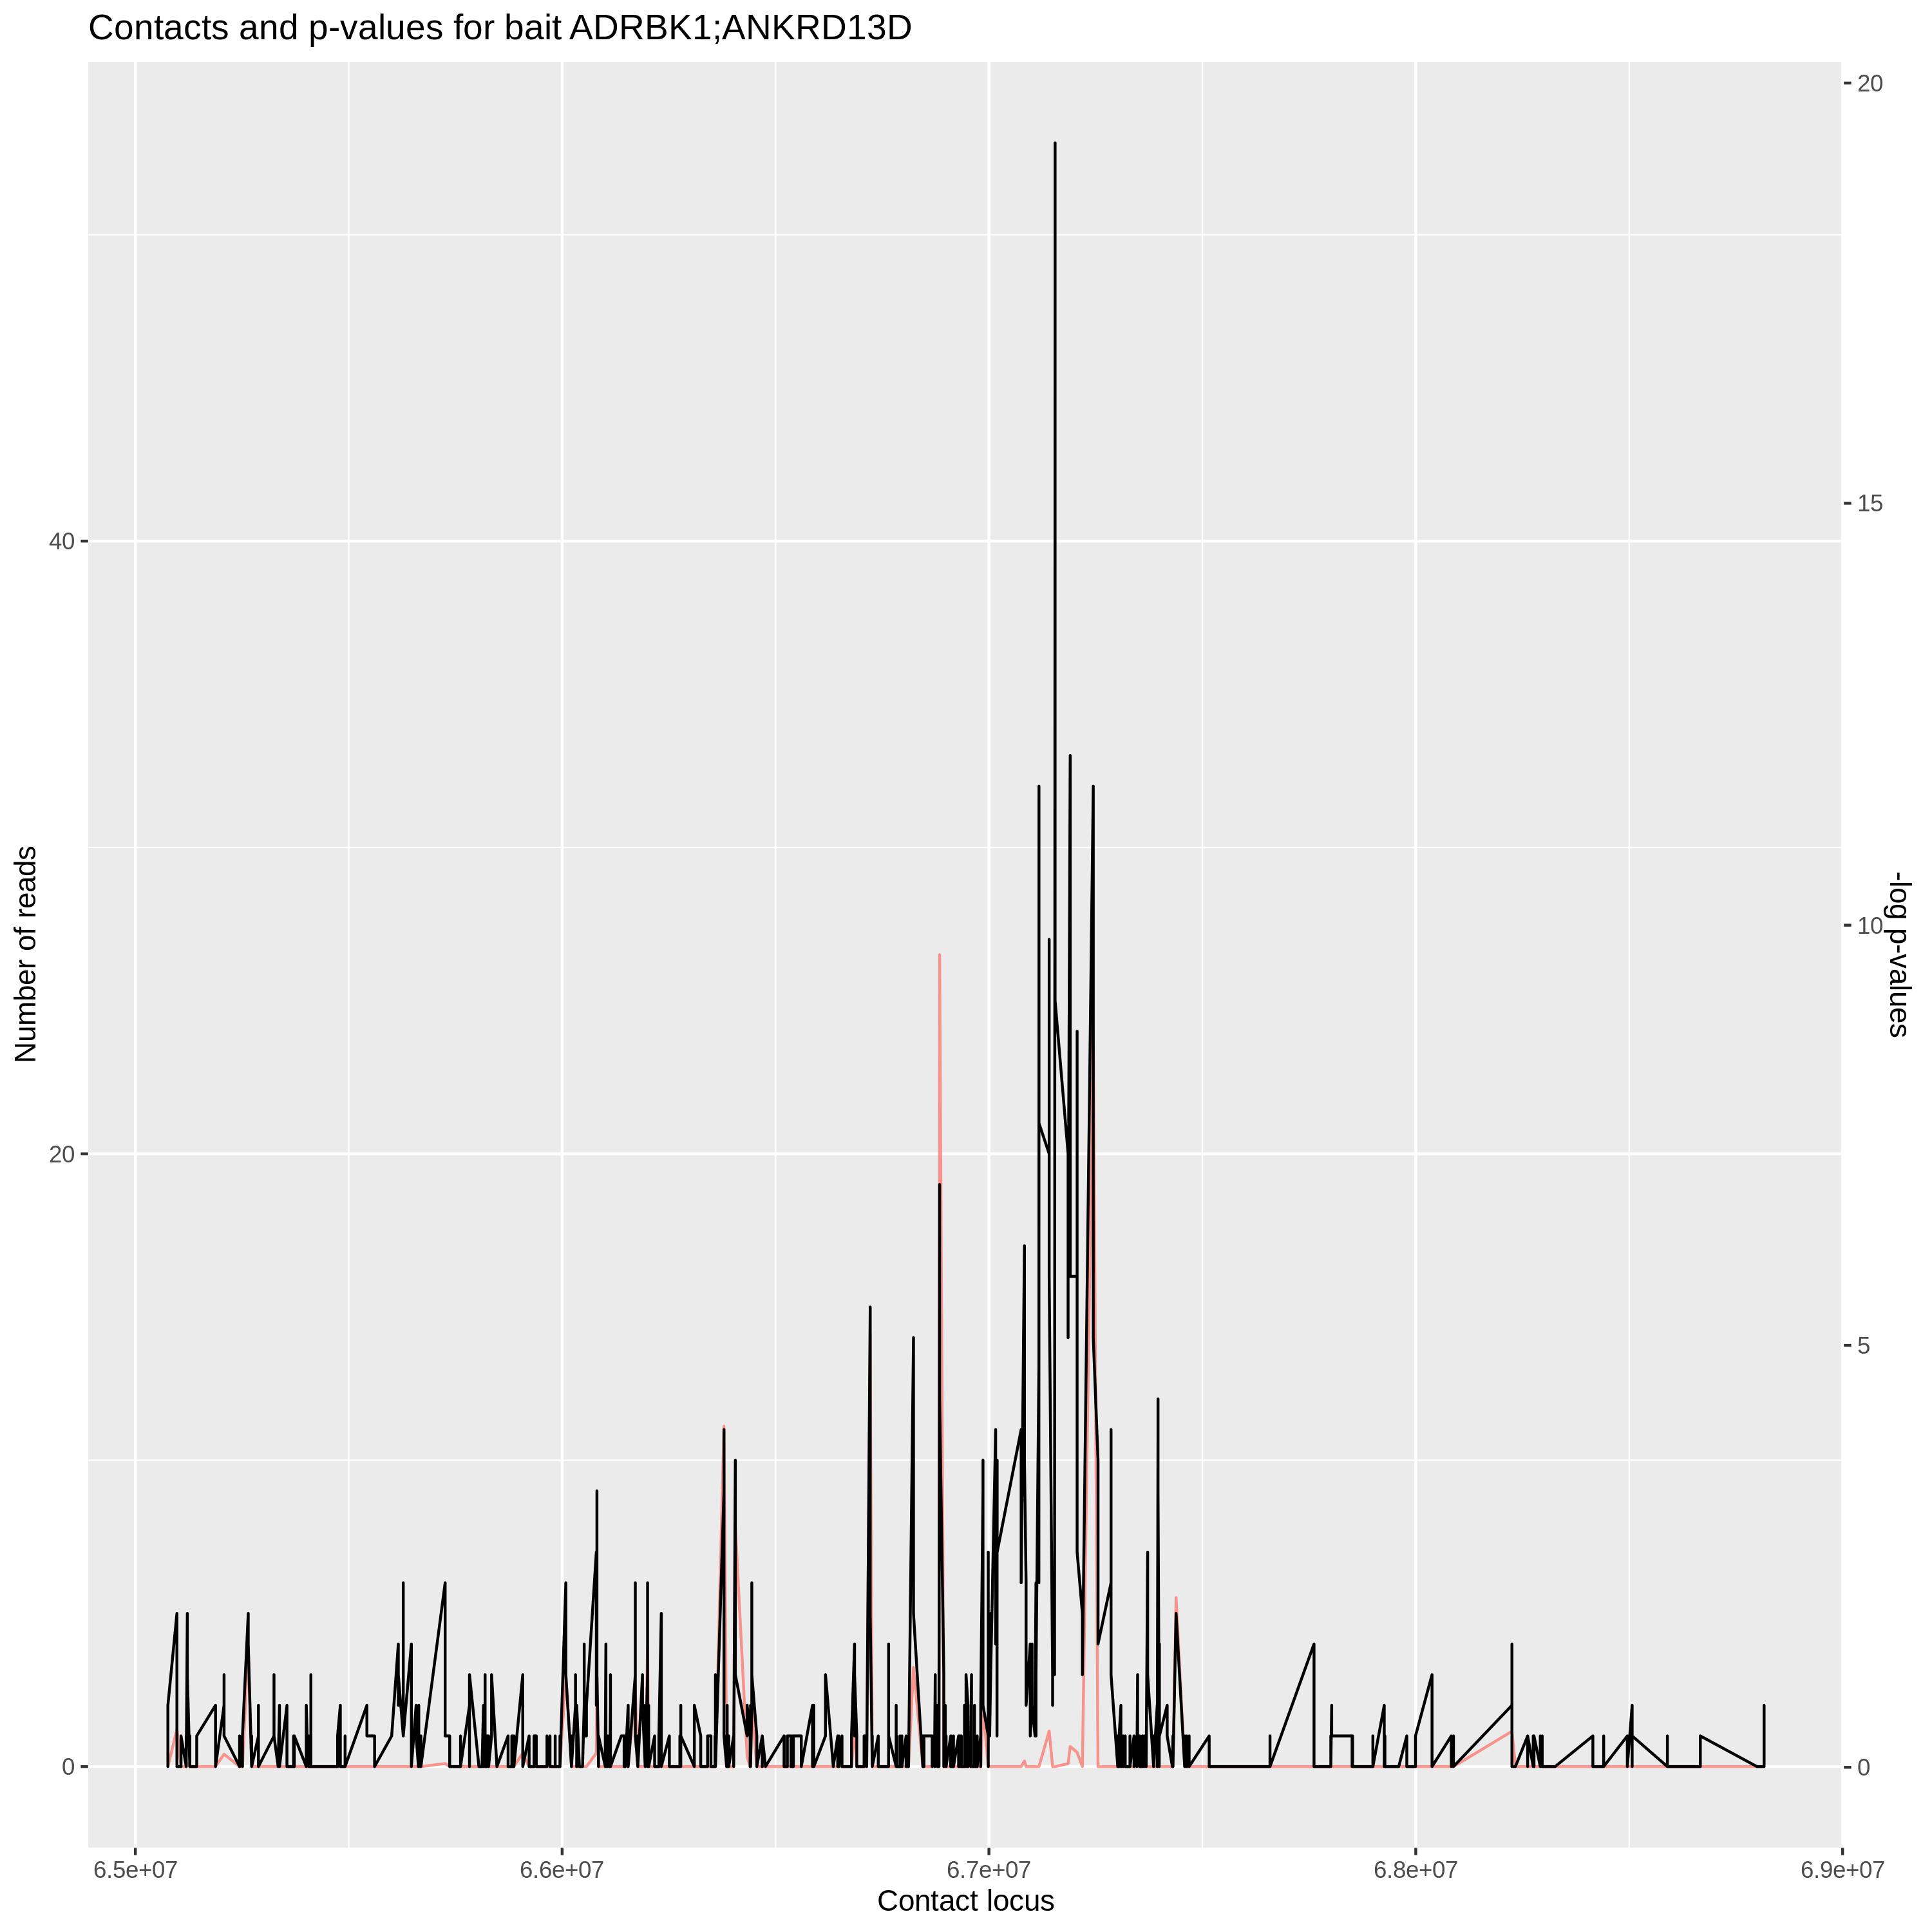 Contacts and p-values for bait ADRBK1;ANKRD13D
20
15
40
Number of reads
-log p-values
10
20
5
0
0
6.5e+07
6.6e+07
6.7e+07
6.8e+07
6.9e+07
Contact locus